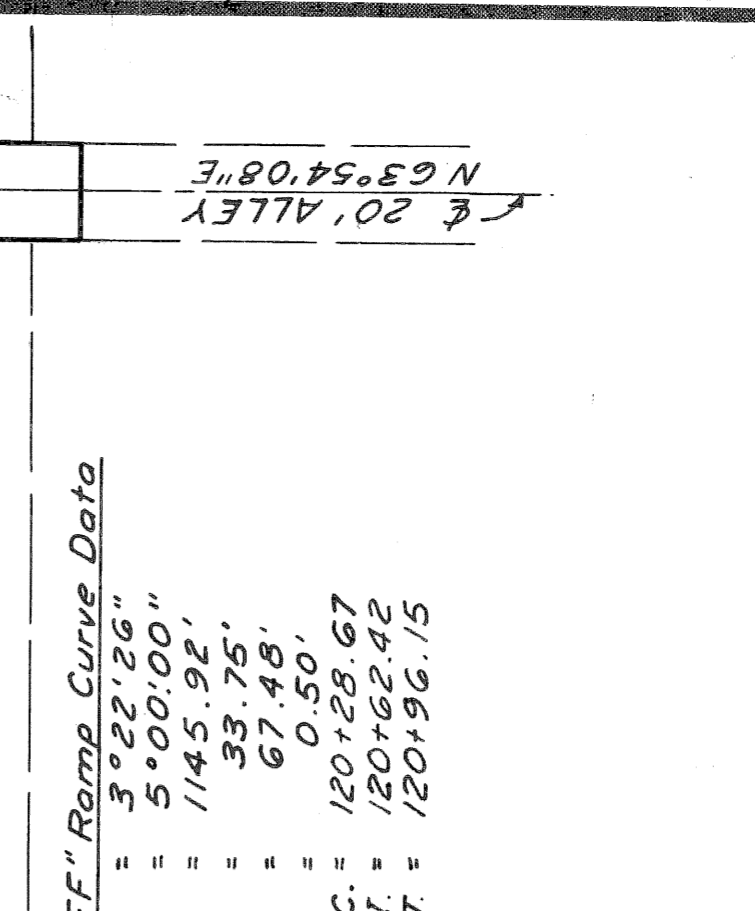 N 63°54'08"E
℄ 20' ALLEY
FF" Ramp Curve Data
= 3°22'26"
= 5°00'00"
= 1145.92'
= 33.75'
= 67.48'
= 0.50'
C. = 120+28.67
T. = 120+62.42
T. = 120+96.15